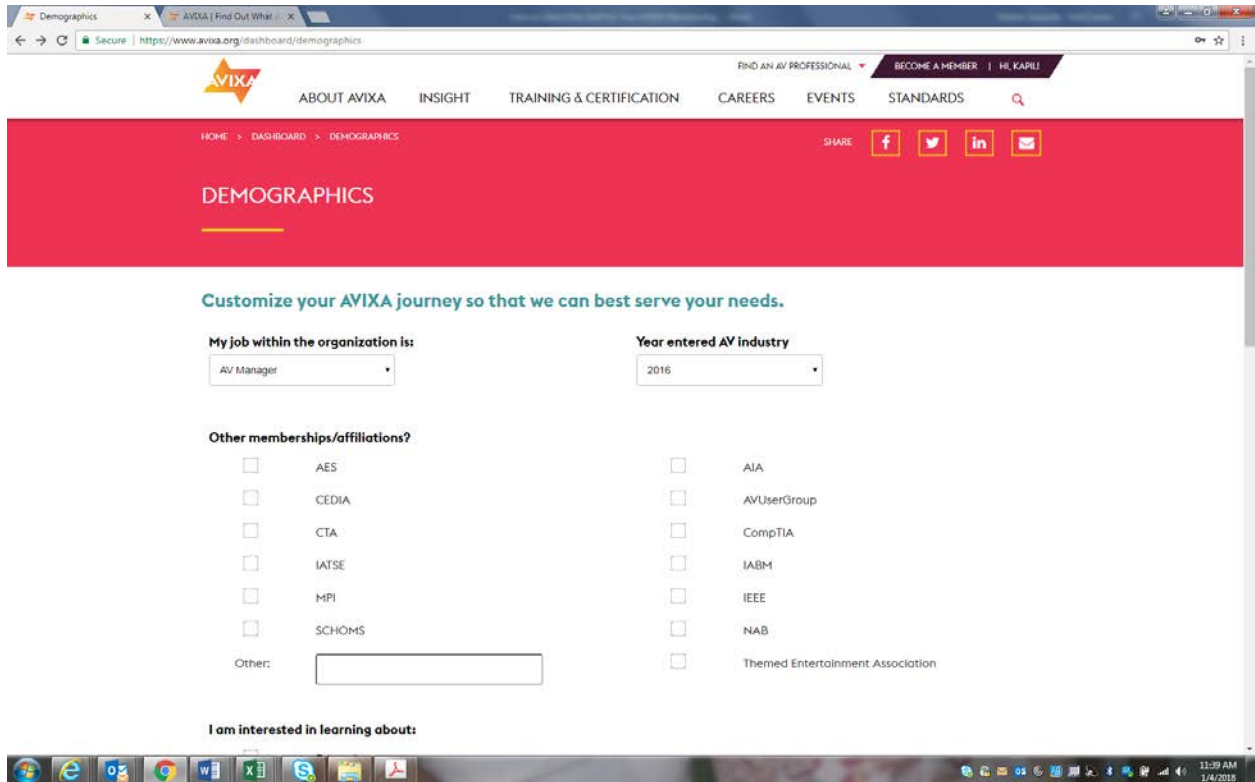 Demographics
AVIXA | Find Out What
Secure | https://www.avixa.org/dashboard/demographics
FIND AN AV PROFESSIONAL
BECOME A MEMBER | HI, KAPIL!
AVIXA
ABOUT AVIXA INSIGHT TRAINING & CERTIFICATION CAREERS EVENTS STANDARDS
HOME > DASHBOARD > DEMOGRAPHICS
SHARE
DEMOGRAPHICS
Customize your AVIXA journey so that we can best serve your needs.
My job within the organization is: Year entered AV industry
AV Manager 2016
Other memberships/affiliations?
AES AIA
CEDIA AVUserGroup
CTA CompTIA
IATSE IABM
MPI IEEE
SCHOMS NAB
Other: Themed Entertainment Association
I am interested in learning about:
11:39 AM
1/4/2018